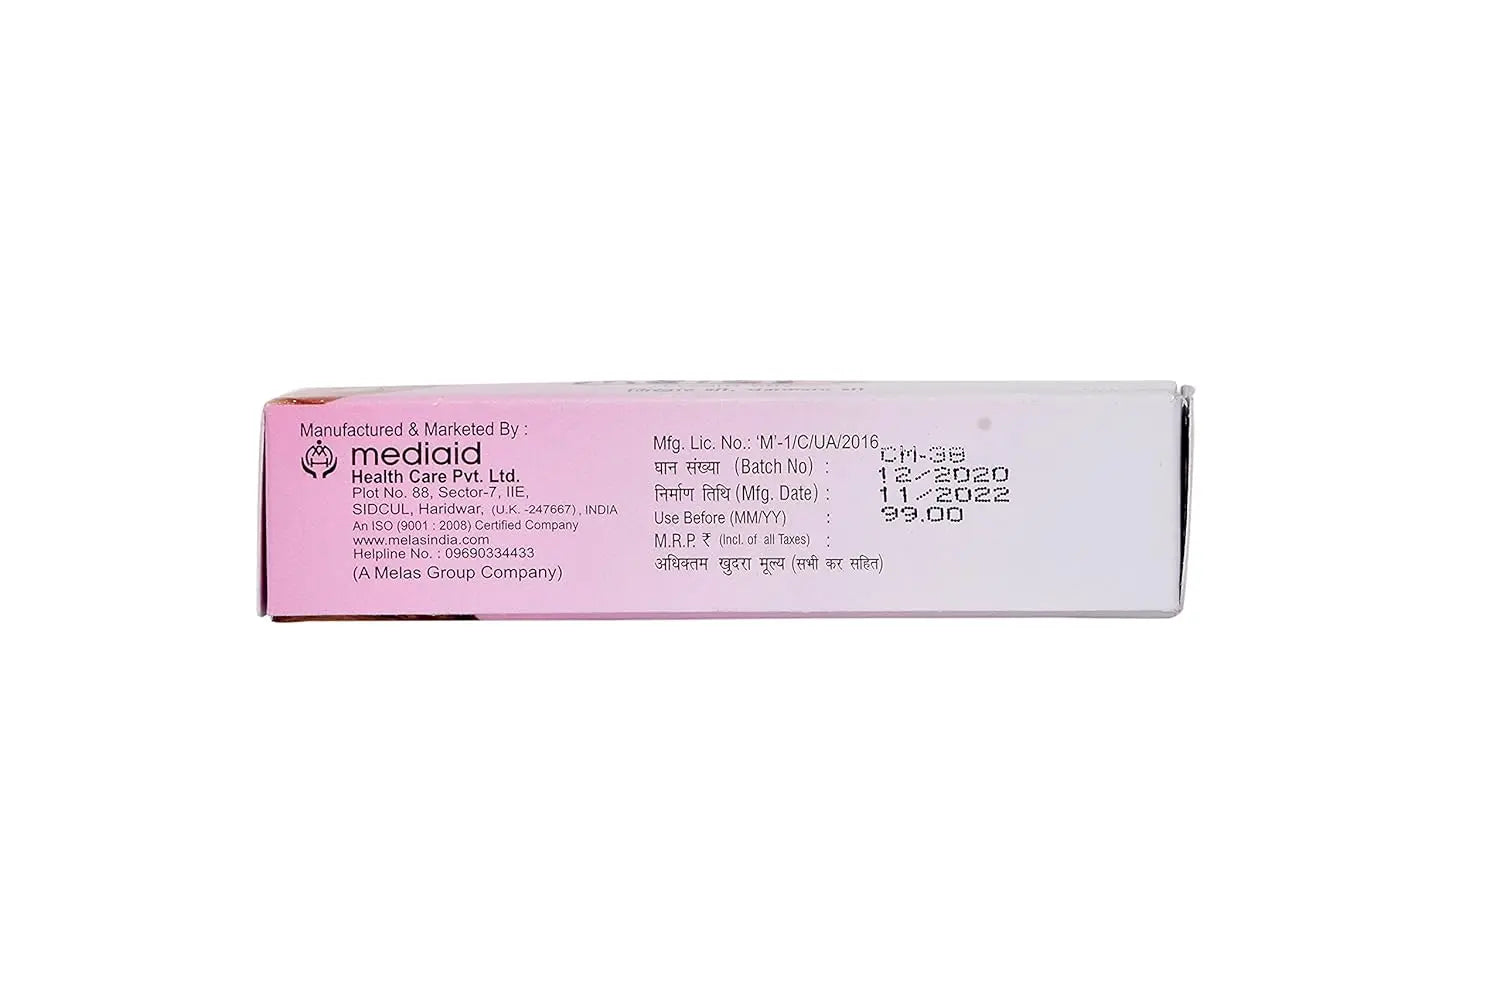 Manufactured & Marketed By :
mediaid
Health Care Pvt. Ltd.
Plot No. 88, Sector-7, IIE,
SIDCUL, Haridwar, (U.K. -247667) , INDIA
An ISO (9001 : 2008) Certified Company
www.melasindia.com
Helpline No. : 09690334433
(A Melas Group Company)
Mfg. Lic. No.: 'M'-1/C/UA/2016
घान संख्या (Batch No) : CM-38
निर्माण तिथि (Mfg. Date) : 12/2020
Use Before (MM/YY) : 11/2022
M.R.P. ₹ (Incl. of all Taxes) : 99.00
अधिक्तम खुदरा मूल्य (सभी कर सहित)